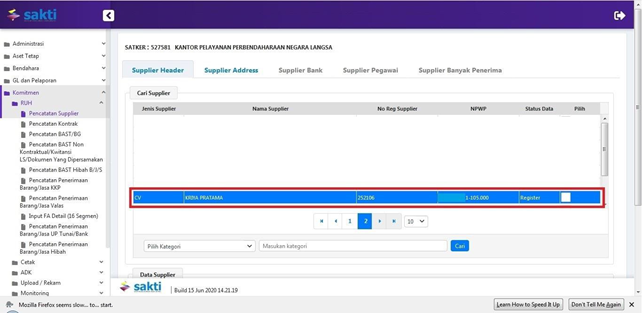 sakti
SATKER : 527581 KANTOR PELAYANAN PERBENDAHARAAN NEGARA LANGSA
Administrasi
Aset Tetap
Bendahara
GL dan Pelaporan
Komitmen
RUH
Pencatatan Supplier
Pencatatan Kontrak
Pencatatan BAST/BG
Pencatatan BAST Non
Kontraktual/Kwitansi
LS/Dokumen Yang Dipersamakan
Pencatatan BAST Hibah B/J/S
Pencatatan Penerimaan
Barang/Jasa KKP
Pencatatan Penerimaan
Barang/Jasa Valas
Input FA Detail (16 Segmen)
Pencatatan Penerimaan
Barang/Jasa UP Tunai/Bank
Pencatatan Penerimaan
Barang/Jasa Hibah
Cetak
ADK
Upload / Rekam
Monitoring
Supplier Header
Supplier Address
Supplier Bank
Supplier Pegawai
Supplier Banyak Penerima
Cari Supplier
Jenis Supplier
Nama Supplier
No Reg Supplier
NPWP
Status Data
Pilih
CV
PRATAMA
252106
1-105.000
Register
1
2
10
Pilih Kategori
Masukan kategori
Cari
Data Supplier
sakti
Build 15 Jun 2020 14.21.19
Mozilla Firefox seems slow... to... start.
Learn How to Speed It Up
Don't Tell Me Again